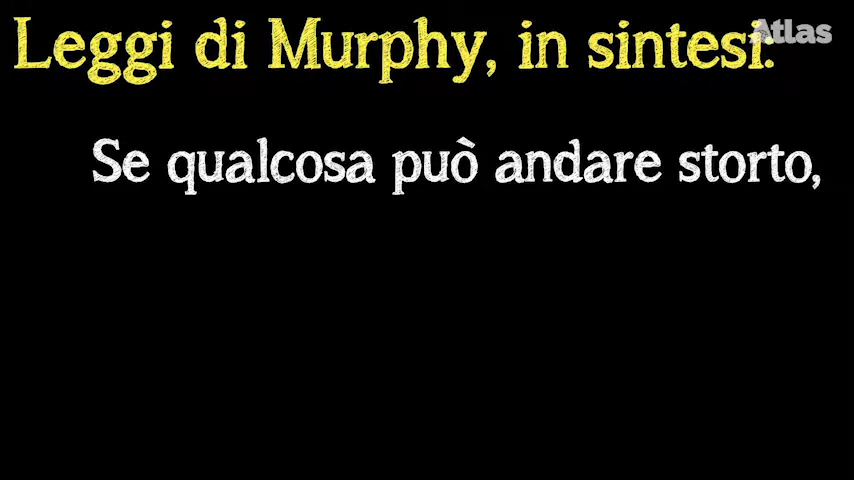 Leggi di Murphy, in sintesi:
Atlas
Se qualcosa può andare storto,